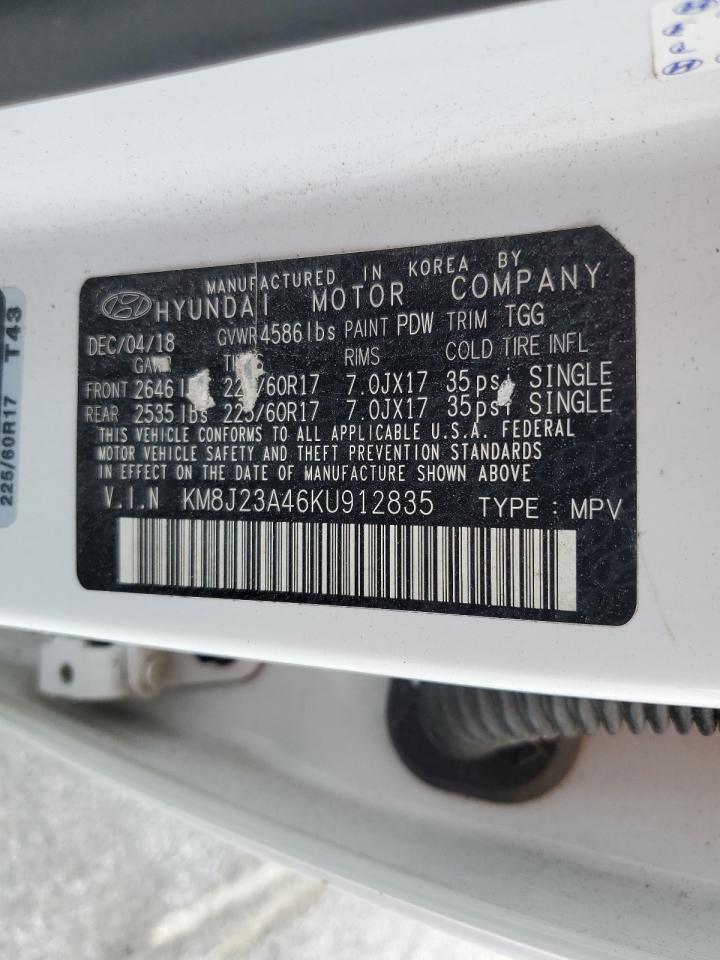 MANUFACTURED IN KOREA BY
HYUNDAI MOTOR COMPANY
DEC/04/18 GVWR 4586 lbs PAINT PDW TRIM TGG
RIMS COLD TIRE INFL
FRONT 2646 /60R17 7.0JX17 35psi SINGLE
REAR 2535 lbs 225/60R17 7.0JX17 35psi SINGLE
THIS VEHICLE CONFORMS TO ALL APPLICABLE U.S.A. FEDERAL
MOTOR VEHICLE SAFETY AND THEFT PREVENTION STANDARDS
IN EFFECT ON THE DATE OF MANUFACTURE SHOWN ABOVE
V.I.N KM8J23A46KU912835 TYPE : MPV
225/60R17 T43